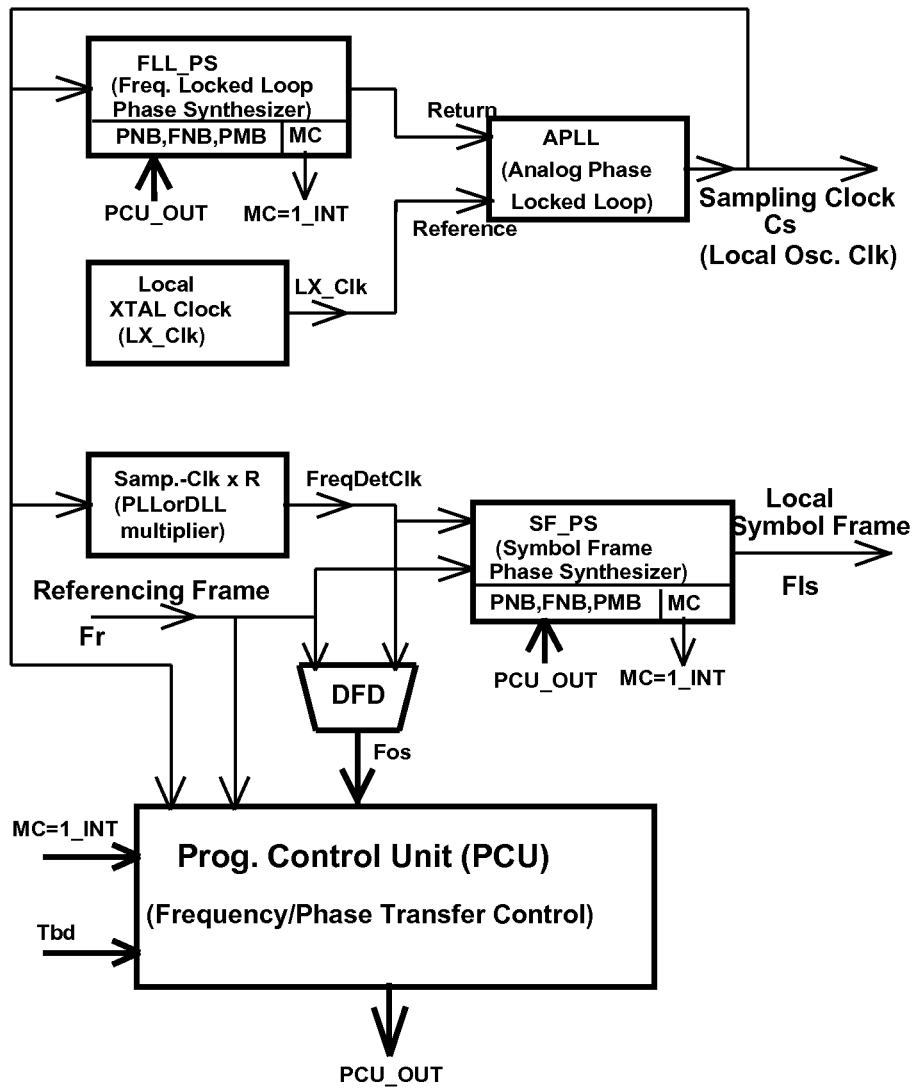 FLL_PS
(Freq. Locked Loop
Phase Synthesizer)
PNB,FNB,PMB
MC
PCU_OUT
MC=1_INT
Return
APLL
(Analog Phase
Locked Loop)
Reference
Sampling Clock
Cs
(Local Osc. Clk)
Local
XTAL Clock
(LX_Clk)
LX_Clk
Samp.-Clk x R
(PLLorDLL
multiplier)
FreqDetClk
SF_PS
(Symbol Frame
Phase Synthesizer)
PNB,FNB,PMB
MC
PCU_OUT
MC=1_INT
Local
Symbol Frame
Fls
Referencing Frame
Fr
DFD
Fos
MC=1_INT
Tbd
Prog. Control Unit (PCU)
(Frequency/Phase Transfer Control)
PCU_OUT